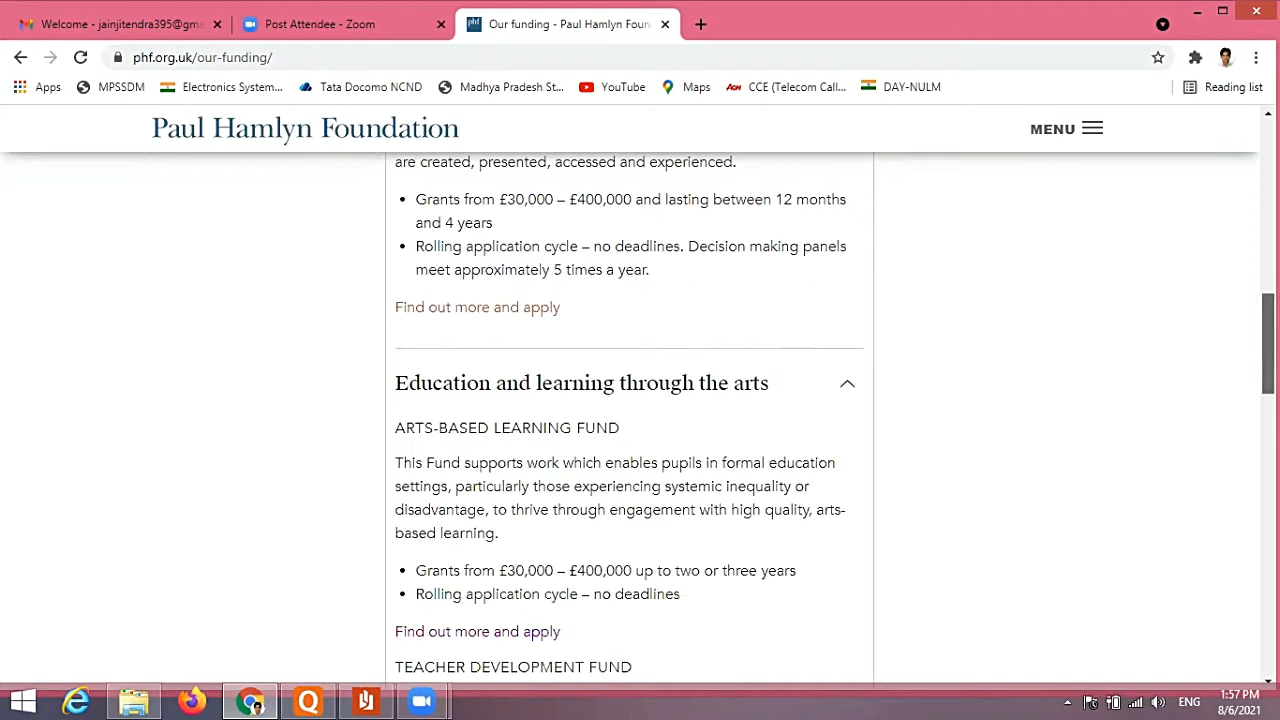 Welcome - jainjitendra395@gma
Post Attendee - Zoom
Our funding - Paul Hamlyn Foun
phf.org.uk/our-funding/
Apps
MPSSDM
Electronics System...
Tata Docomo NCND
Madhya Pradesh St...
YouTube
Maps
CCE (Telecom Call...
DAY-NULM
Reading list
Paul Hamlyn Foundation
MENU
are created, presented, accessed and experienced.
• Grants from £30,000 – £400,000 and lasting between 12 months
and 4 years
• Rolling application cycle – no deadlines. Decision making panels
meet approximately 5 times a year.
Find out more and apply
Education and learning through the arts
ARTS-BASED LEARNING FUND
This Fund supports work which enables pupils in formal education
settings, particularly those experiencing systemic inequality or
disadvantage, to thrive through engagement with high quality, arts-
based learning.
• Grants from £30,000 – £400,000 up to two or three years
• Rolling application cycle – no deadlines
Find out more and apply
TEACHER DEVELOPMENT FUND
ENG
1:57 PM
8/6/2021